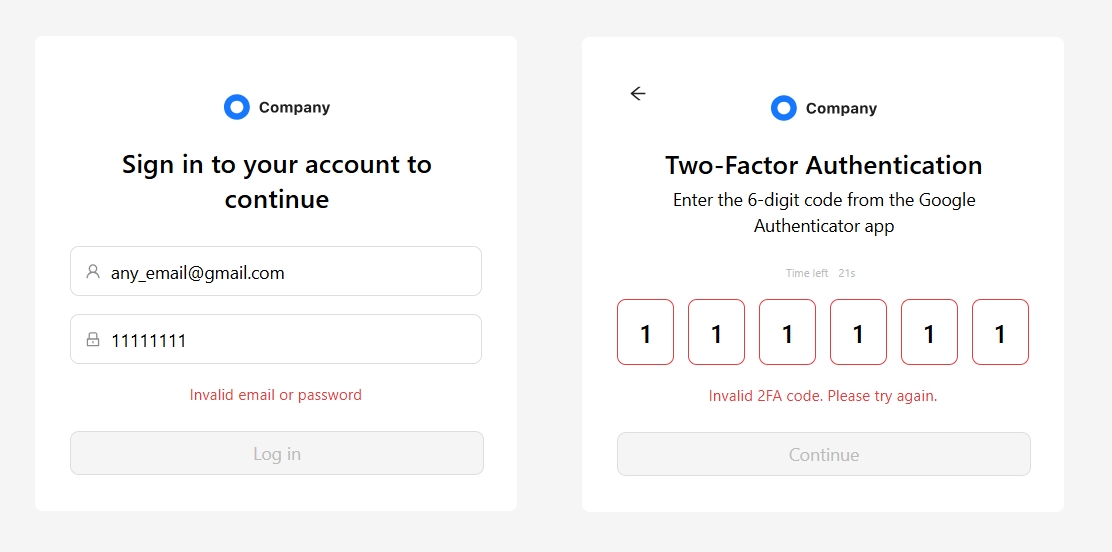 Company
Sign in to your account to
continue
any_email@gmail.com
11111111
Invalid email or password
Log in
Company
Two-Factor Authentication
Enter the 6-digit code from the Google
Authenticator app
Time left 21s
1 1 1 1 1 1
Invalid 2FA code. Please try again.
Continue